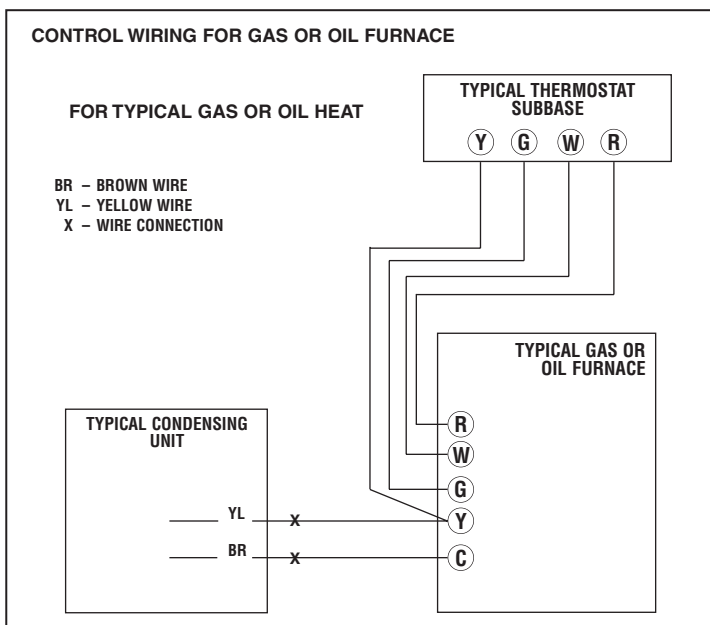 CONTROL WIRING FOR GAS OR OIL FURNACE
FOR TYPICAL GAS OR OIL HEAT
BR – BROWN WIRE
YL – YELLOW WIRE
X – WIRE CONNECTION
TYPICAL THERMOSTAT
SUBBASE
Y G W R
TYPICAL GAS OR
OIL FURNACE
R
W
G
Y
C
TYPICAL CONDENSING
UNIT
YL X
BR X